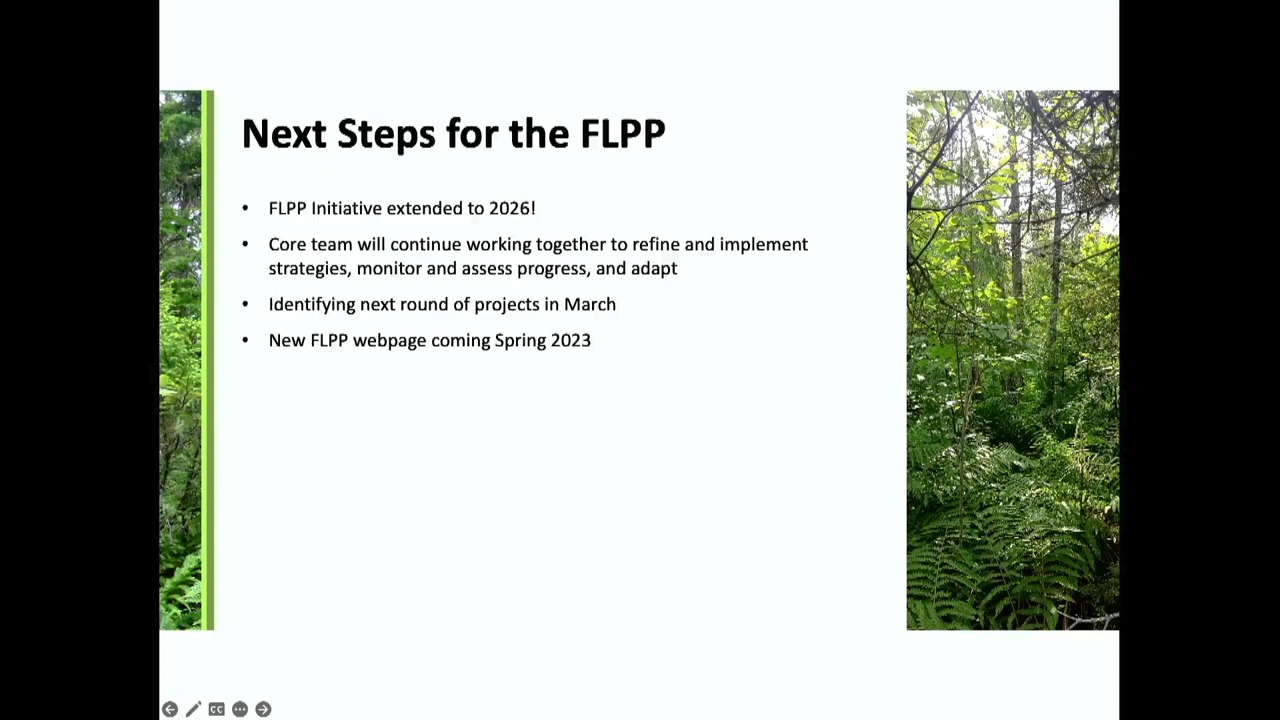 Next Steps for the FLPP
• FLPP Initiative extended to 2026!
• Core team will continue working together to refine and implement
strategies, monitor and assess progress, and adapt
• Identifying next round of projects in March
• New FLPP webpage coming Spring 2023
CC